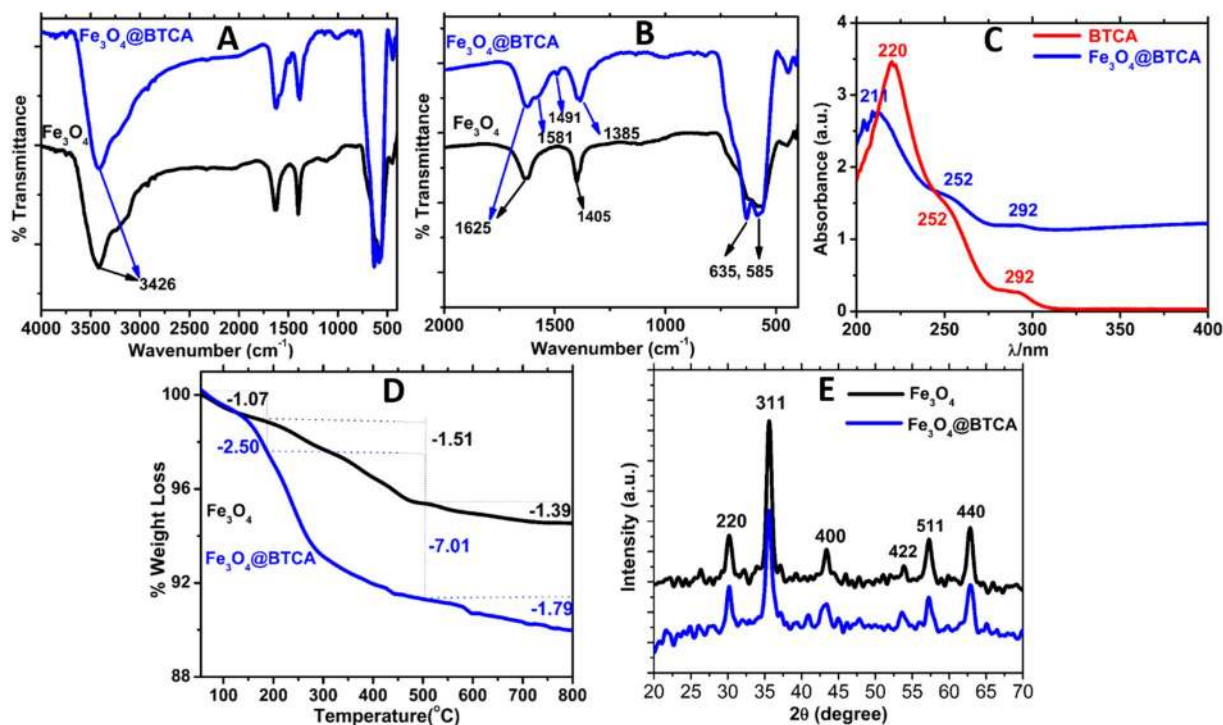 A
Fe₃O₄@BTCA
Fe₃O₄
3426
% Transmittance
4000 3500 3000 2500 2000 1500 1000 500
Wavenumber (cm⁻¹)
B
Fe₃O₄@BTCA
Fe₃O₄
1491
1581
1385
1625
1405
635, 585
% Transmittance
2000 1500 1000 500
Wavenumber (cm⁻¹)
C
BTCA
Fe₃O₄@BTCA
220
211
252
292
252
292
Absorbance (a.u.)
3
2
1
0
200 250 300 350 400
λ/nm
D
100
96
92
88
-1.07
-1.51
-2.50
-1.39
Fe₃O₄
Fe₃O₄@BTCA
-7.01
-1.79
% Weight Loss
100 200 300 400 500 600 700 800
Temperature(°C)
E
Fe₃O₄
Fe₃O₄@BTCA
311
220
400
422
511
440
Intensity (a.u.)
20 25 30 35 40 45 50 55 60 65 70
2θ (degree)